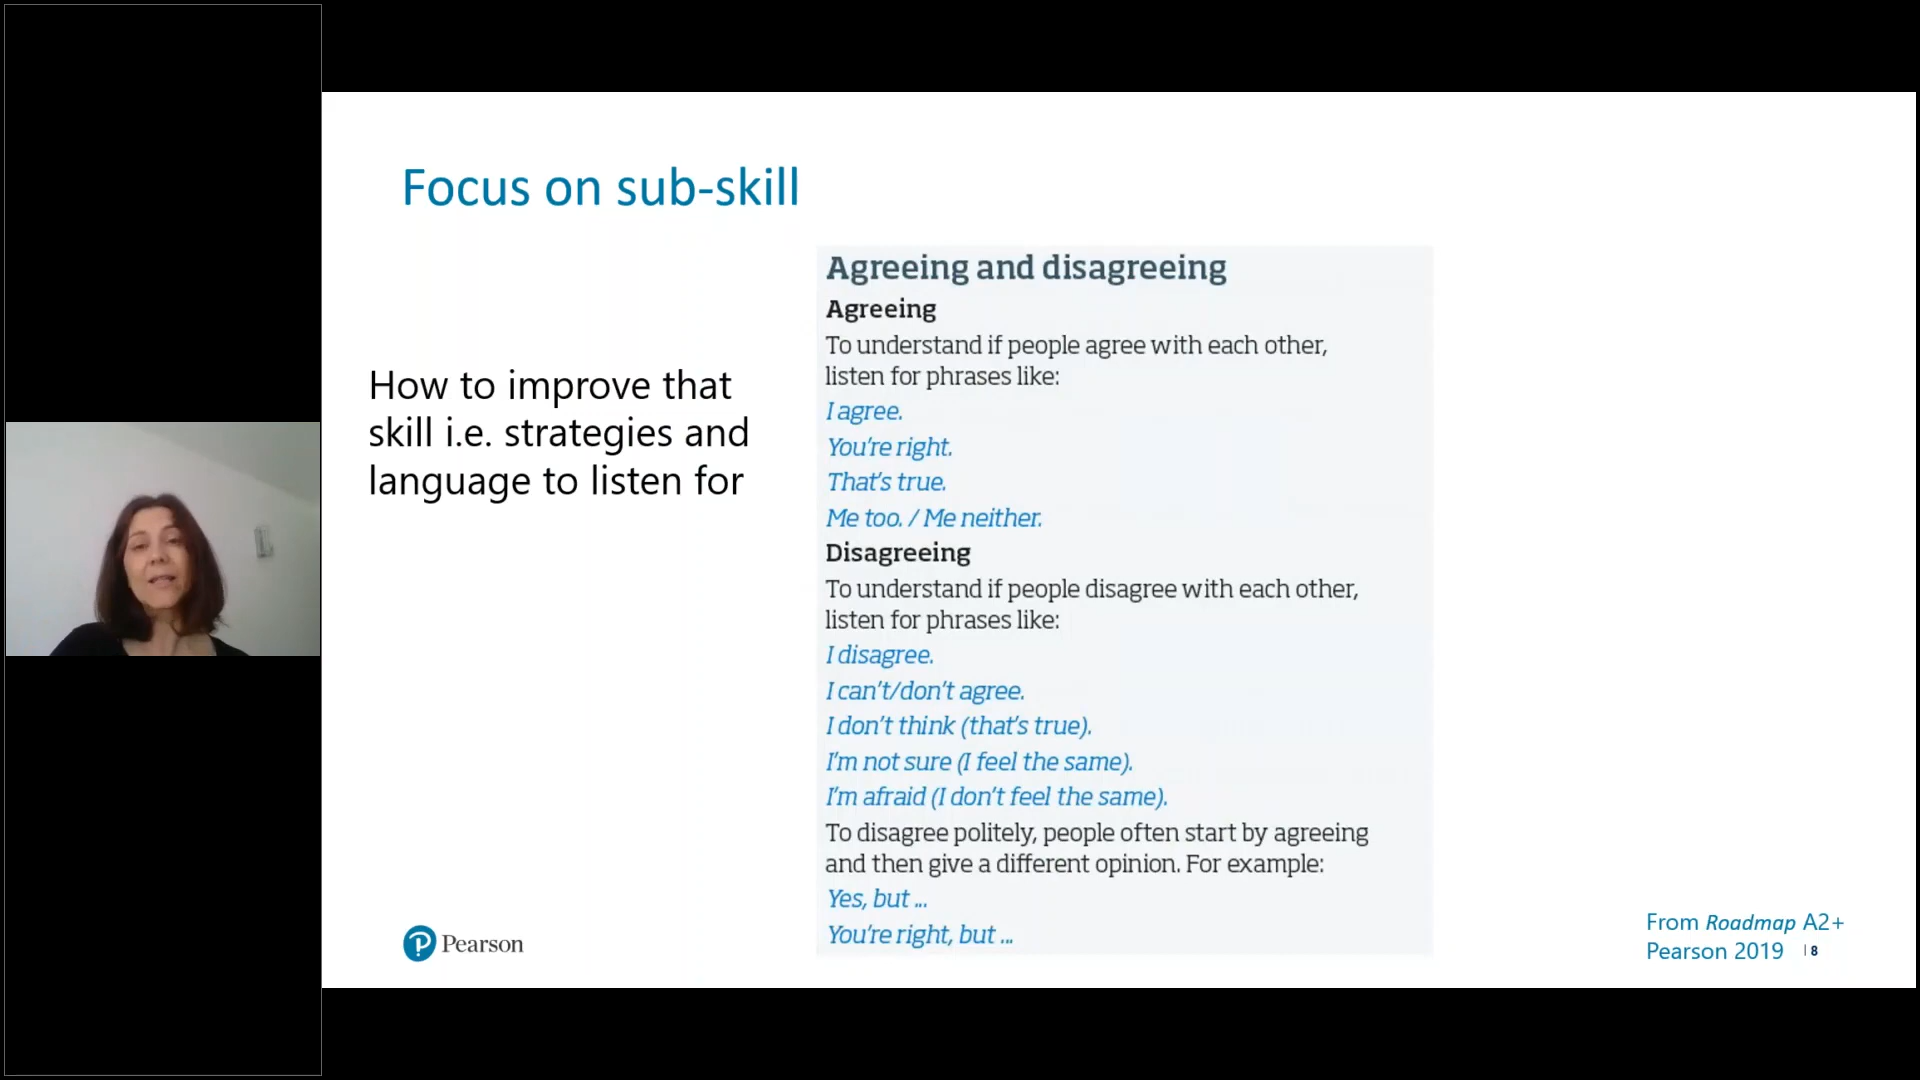 Focus on sub-skill
How to improve that
skill i.e. strategies and
language to listen for
Agreeing and disagreeing
Agreeing
To understand if people agree with each other,
listen for phrases like:
I agree.
You're right.
That's true.
Me too. / Me neither.
Disagreeing
To understand if people disagree with each other,
listen for phrases like:
I disagree.
I can't/don't agree.
I don't think (that's true).
I'm not sure (I feel the same).
I'm afraid (I don't feel the same).
To disagree politely, people often start by agreeing
and then give a different opinion. For example:
Yes, but ...
You're right, but ...
P Pearson
From Roadmap A2+
Pearson 2019 | 8